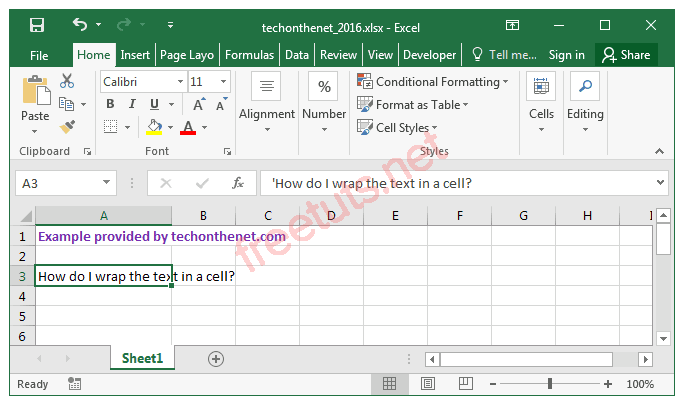 techonthenet_2016.xlsx - Excel
File Home Insert Page Layo Formulas Data Review View Developer Tell me... Sign in Share
Paste
Clipboard
Calibri 11
B I U A A
A
Font
Alignment
%
Number
Conditional Formatting
Format as Table
Cell Styles
Styles
Cells
Editing
A3 fx 'How do I wrap the text in a cell?
A B C D E F G H I
1 Example provided by techonthenet.com
2
3 How do I wrap the text in a cell?
4
5
6
Sheet1
Ready 100%
freetuts.net